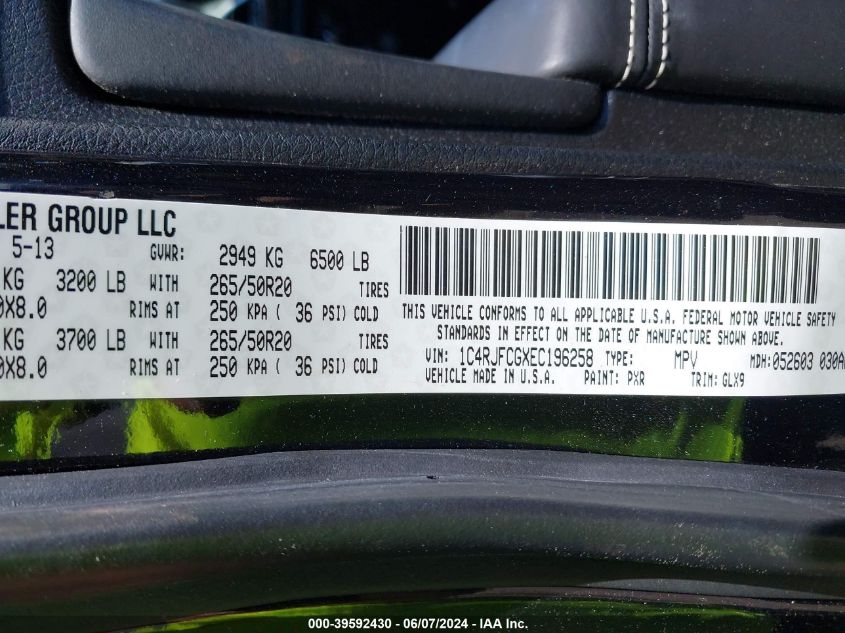 LER GROUP LLC
5-13 GVWR: 2949 KG 6500 LB
KG 3200 LB WITH 265/50R20 TIRES
0X8.0 RIMS AT 250 KPA ( 36 PSI) COLD
KG 3700 LB WITH 265/50R20 TIRES
0X8.0 RIMS AT 250 KPA ( 36 PSI) COLD
THIS VEHICLE CONFORMS TO ALL APPLICABLE U.S.A. FEDERAL MOTOR VEHICLE SAFETY
STANDARDS IN EFFECT ON THE DATE OF MANUFACTURE SHOWN ABOVE.
VIN: 1C4RJFCGXEC196258 TYPE: MPV MDH: 052603 030A
VEHICLE MADE IN U.S.A. PAINT: PXR TRIM: GLX9
000-39592430 - 06/07/2024 - IAA Inc.